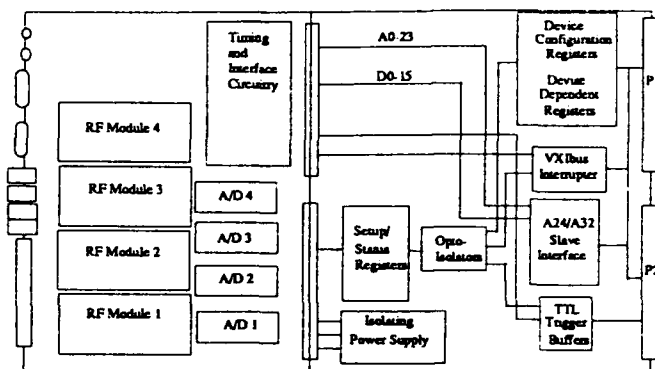 Timing
and
Interface
Circuitry
A0-23
D0-15
Device
Configuration
Registers
Device
Dependent
Registers
RF Module 4
RF Module 3
RF Module 2
RF Module 1
A/D 4
A/D 3
A/D 2
A/D 1
VXIbus
Interrupter
Setup/
Status
Registers
Opto-
Isolators
A24/A32
Slave
Interface
Isolating
Power Supply
TTL
Trigger
Buffers
P
P2